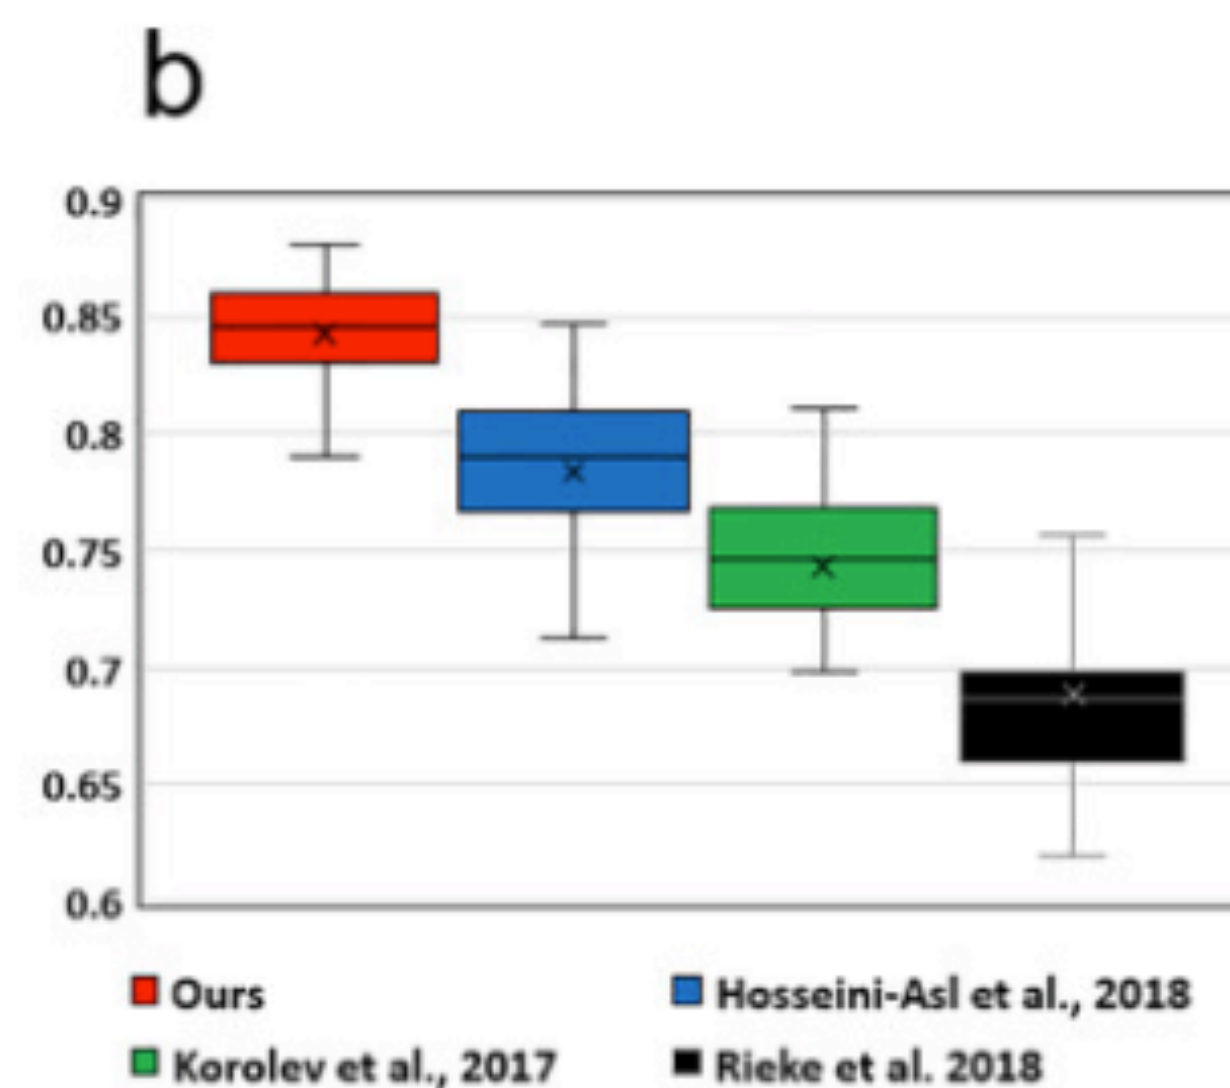 b
0.9
0.85
0.8
0.75
0.7
0.65
0.6
Ours Hosseini-Asl et al., 2018
Korolev et al., 2017 Rieke et al. 2018